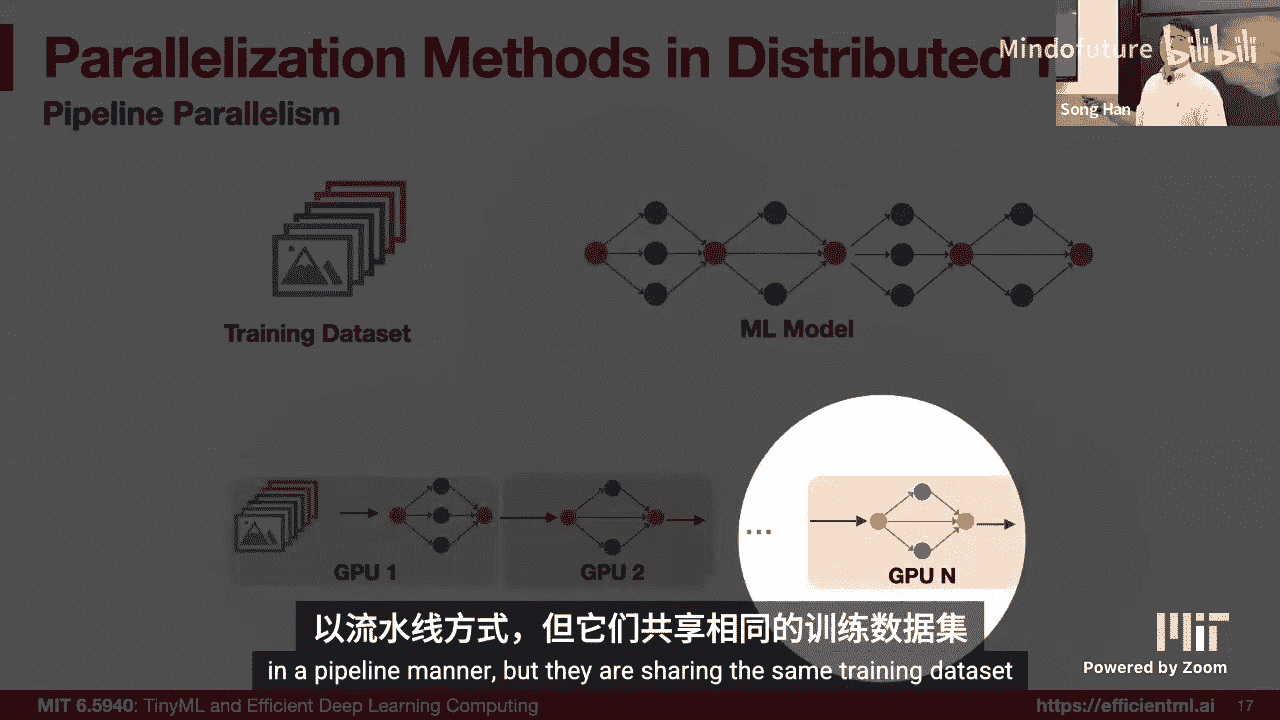 Parallelization Methods in Distributed T
Mindofuture bilibili
Song Han
Pipeline Parallelism
Training Dataset
ML Model
...
GPU 1
GPU 2
GPU N
以流水线方式，但它们共享相同的训练数据集
in a pipeline manner, but they are sharing the same training dataset
MIT
Powered by Zoom
MIT 6.5940: TinyML and Efficient Deep Learning Computing
https://efficientml.ai
17